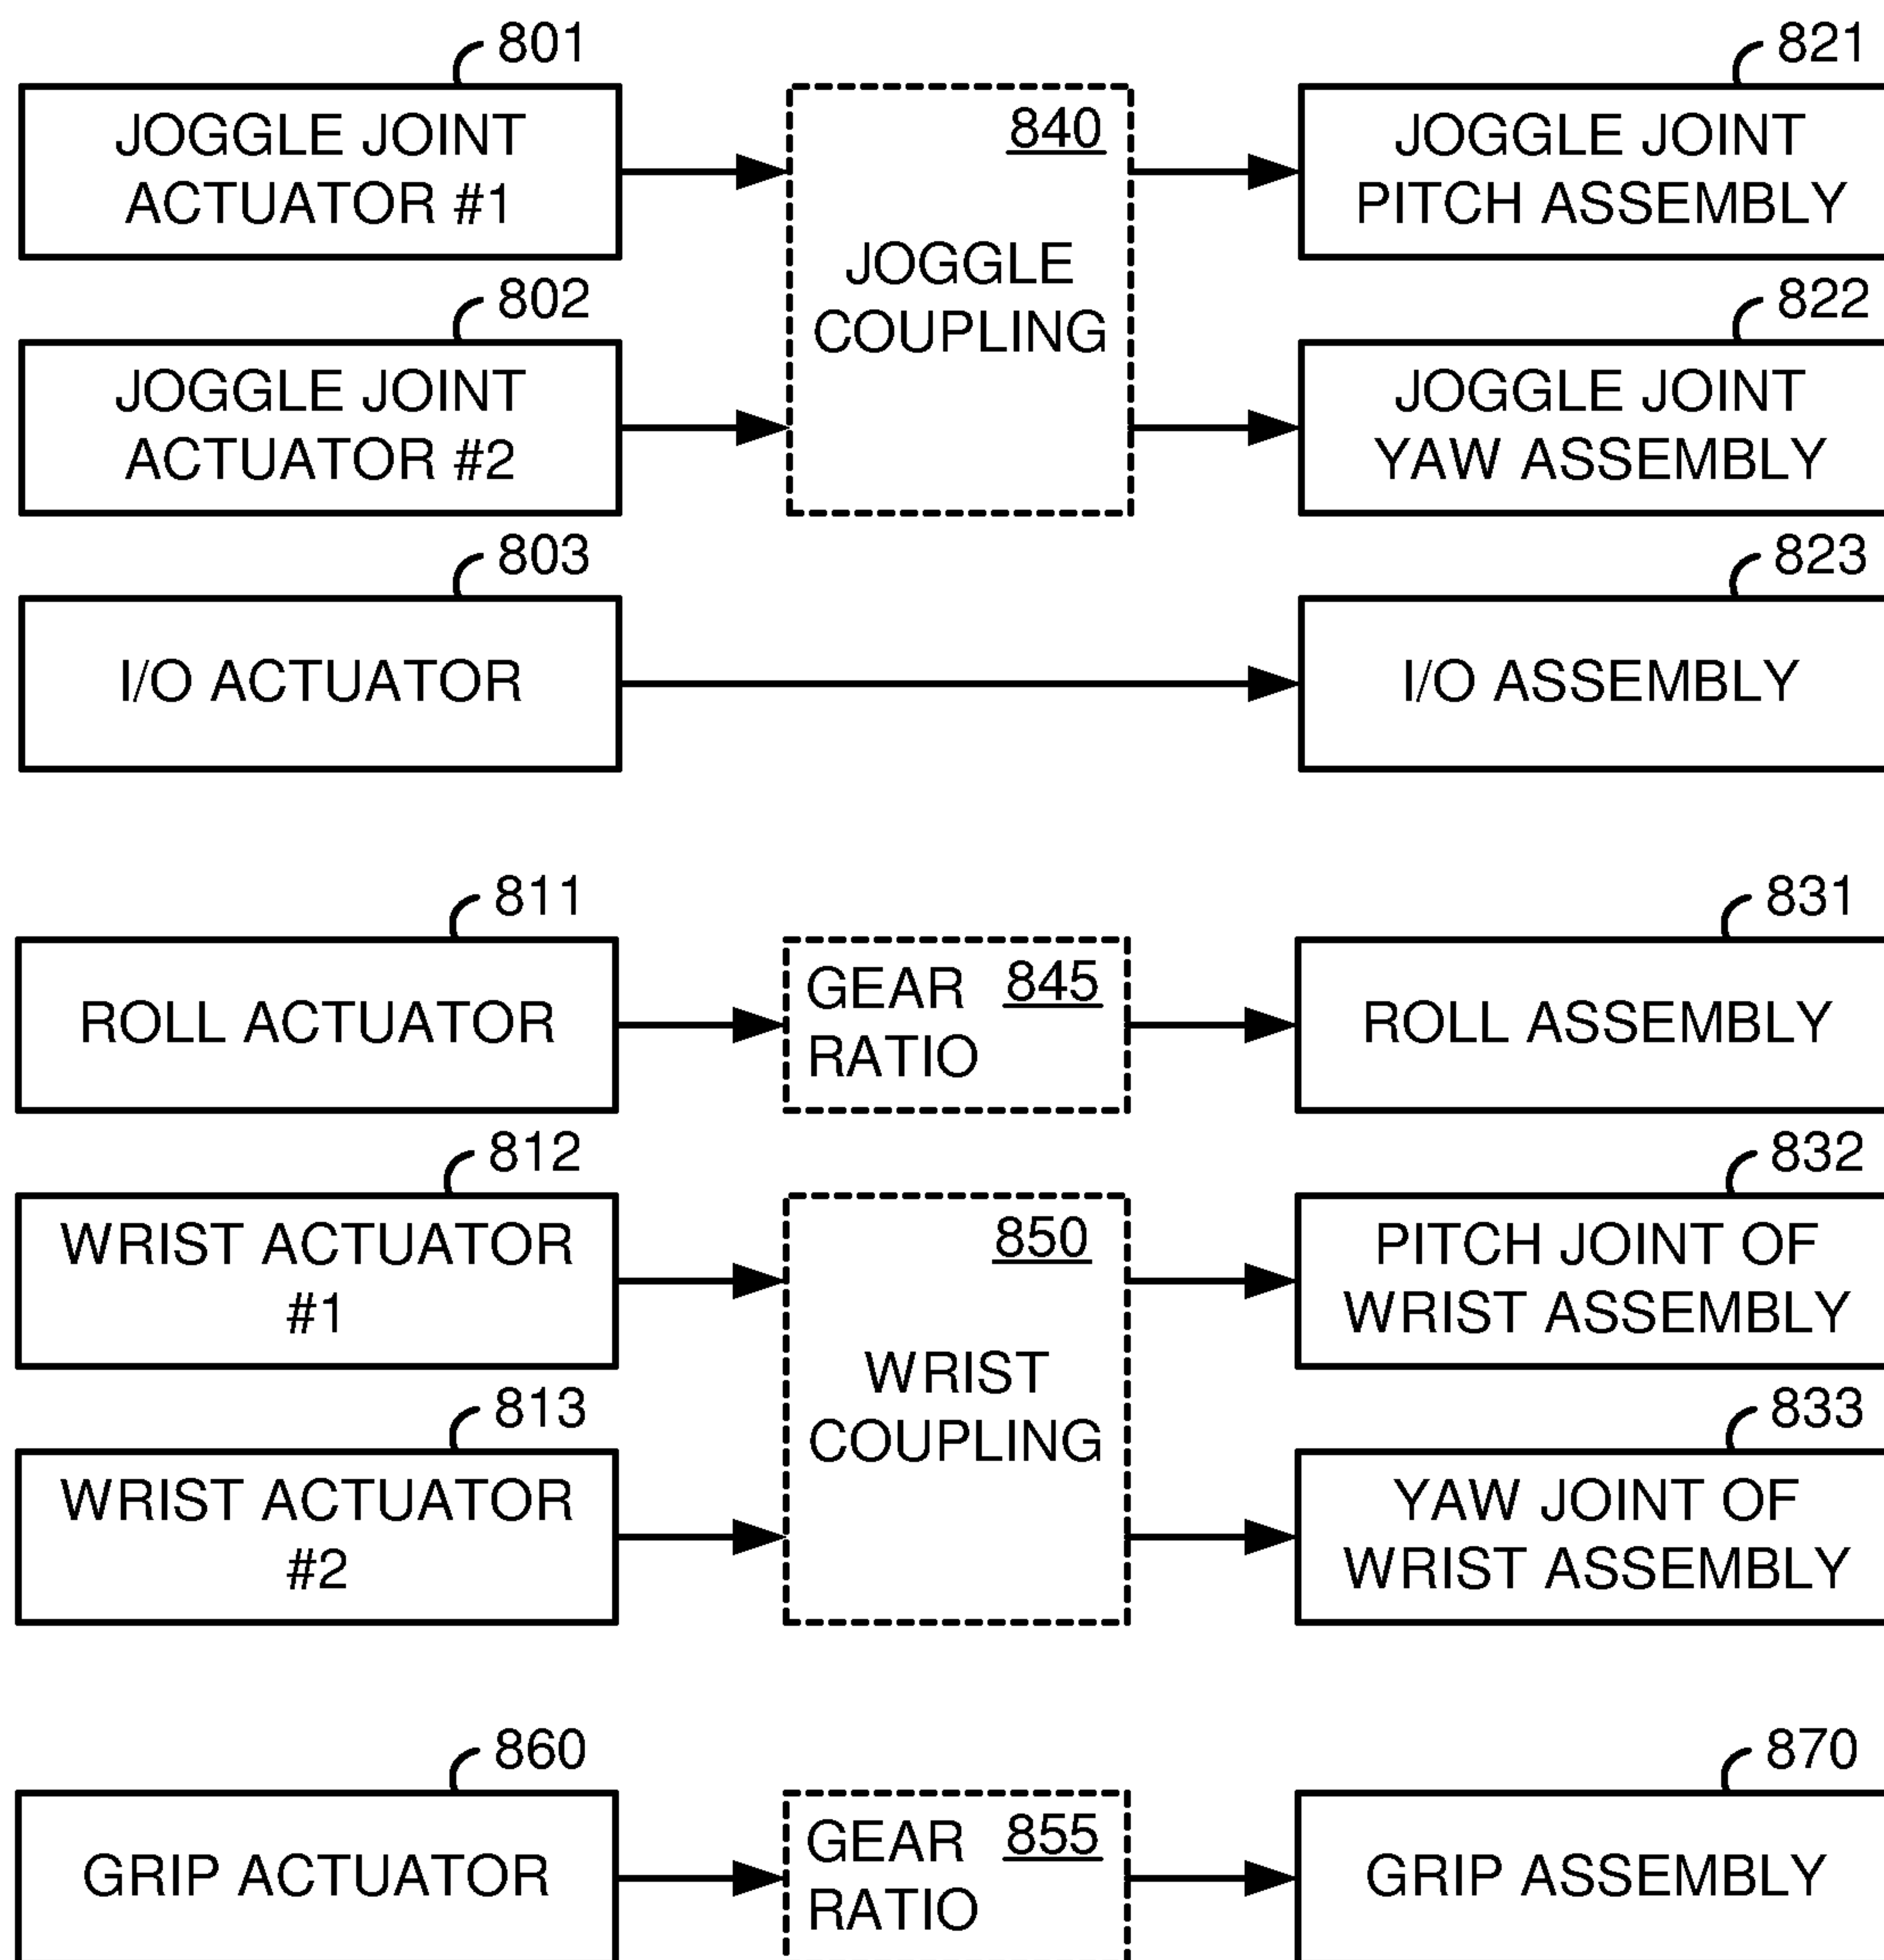 801
821
JOGGLE JOINT
ACTUATOR #1
840
JOGGLE
COUPLING
JOGGLE JOINT
PITCH ASSEMBLY
802
822
JOGGLE JOINT
ACTUATOR #2
JOGGLE JOINT
YAW ASSEMBLY
803
823
I/O ACTUATOR
I/O ASSEMBLY
811
831
ROLL ACTUATOR
GEAR 845
RATIO
ROLL ASSEMBLY
812
832
WRIST ACTUATOR
#1
850
WRIST
COUPLING
PITCH JOINT OF
WRIST ASSEMBLY
813
833
WRIST ACTUATOR
#2
YAW JOINT OF
WRIST ASSEMBLY
860
870
GRIP ACTUATOR
GEAR 855
RATIO
GRIP ASSEMBLY